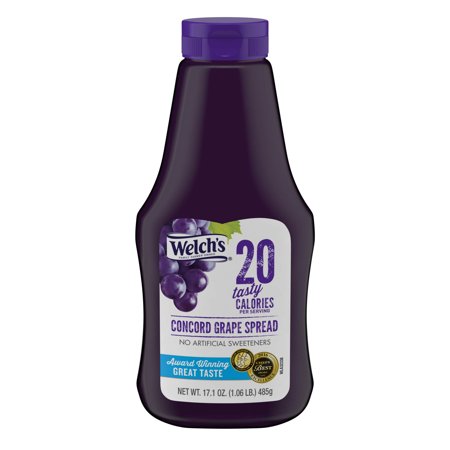 Welch's®
20
tasty
CALORIES
PER SERVING
CONCORD GRAPE SPREAD
NO ARTIFICIAL SWEETENERS
Award Winning
GREAT TASTE
BEST
NET WT. 17.1 OZ. (1.06 LB.) 485g